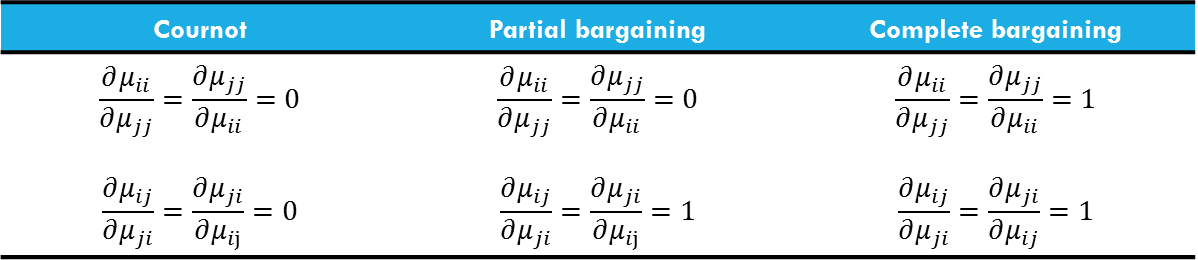 Cournot Partial bargaining Complete bargaining
∂μ_ii/∂μ_jj = ∂μ_jj/∂μ_ii = 0 ∂μ_ii/∂μ_jj = ∂μ_jj/∂μ_ii = 0 ∂μ_ii/∂μ_jj = ∂μ_jj/∂μ_ii = 1
∂μ_ij/∂μ_ji = ∂μ_ji/∂μ_ij = 0 ∂μ_ij/∂μ_ji = ∂μ_ji/∂μ_ij = 1 ∂μ_ij/∂μ_ji = ∂μ_ji/∂μ_ij = 1